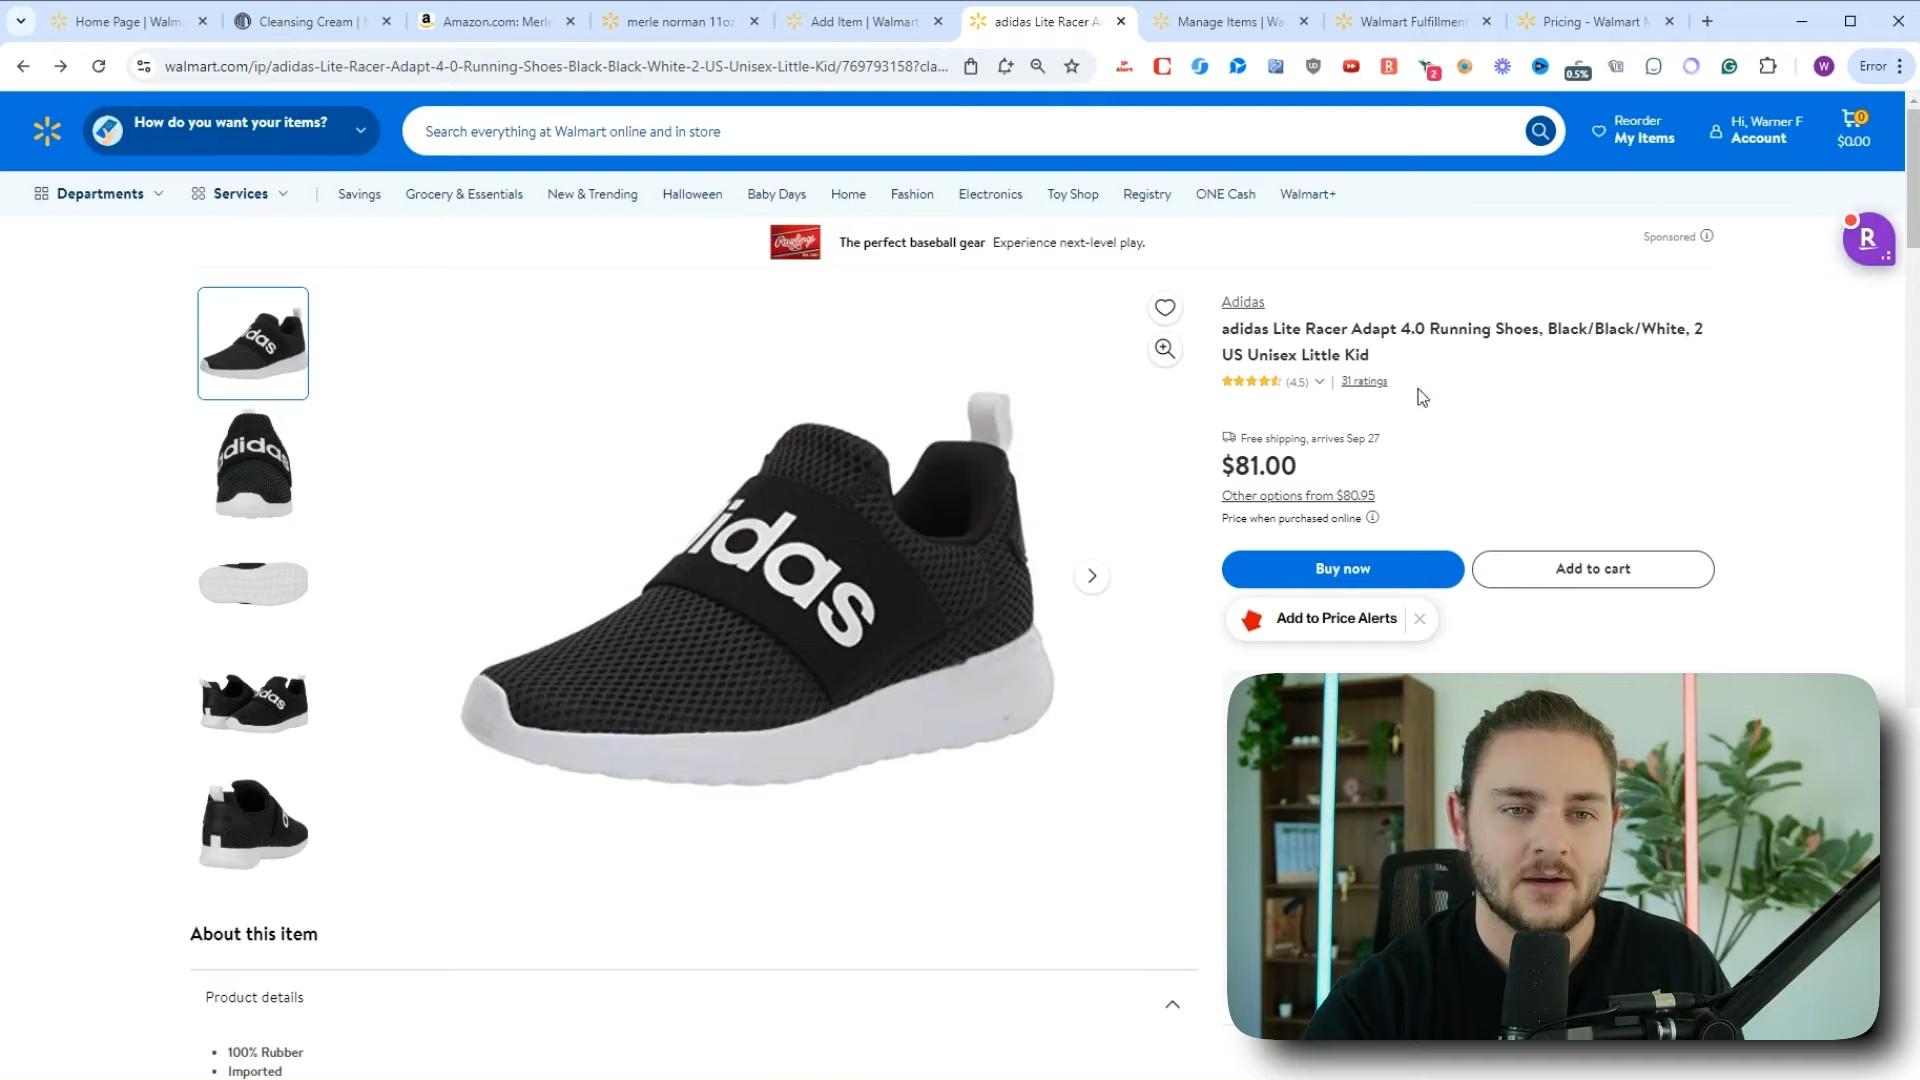 Home Page | Walm
Cleansing Cream |
Amazon.com: Merl
merle norman 11oz
Add Item | Walmart
adidas Lite Racer A
Manage Items | Wa
Walmart Fulfillmen
Pricing - Walmart
walmart.com/ip/adidas-Lite-Racer-Adapt-4-0-Running-Shoes-Black-Black-White-2-US-Unisex-Little-Kid/769793158?cla...
2
0.5%
W
Error
How do you want your items?
Search everything at Walmart online and in store
Reorder
My Items
Hi, Warner F
Account
0
$0.00
Departments
Services
Savings
Grocery & Essentials
New & Trending
Halloween
Baby Days
Home
Fashion
Electronics
Toy Shop
Registry
ONE Cash
Walmart+
Rawlings
The perfect baseball gear Experience next-level play.
Sponsored
R
Adidas
adidas Lite Racer Adapt 4.0 Running Shoes, Black/Black/White, 2
US Unisex Little Kid
(4.5) | 31 ratings
Free shipping, arrives Sep 27
$81.00
Other options from $80.95
Price when purchased online
Buy now
Add to cart
Add to Price Alerts
adidas
About this item
Product details
• 100% Rubber
• Imported